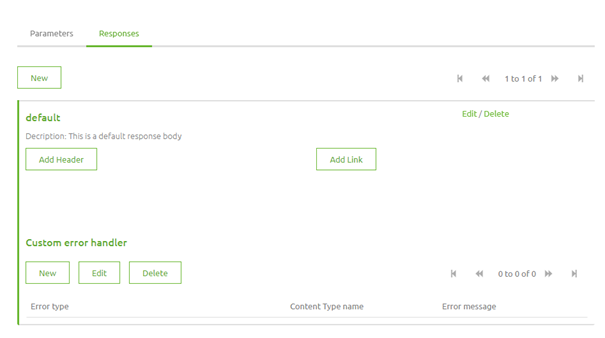 Parameters Responses
New 1 to 1 of 1
default Edit / Delete
Decription: This is a default response body
Add Header Add Link
Custom error handler
New Edit Delete 0 to 0 of 0
Error type Content Type name Error message